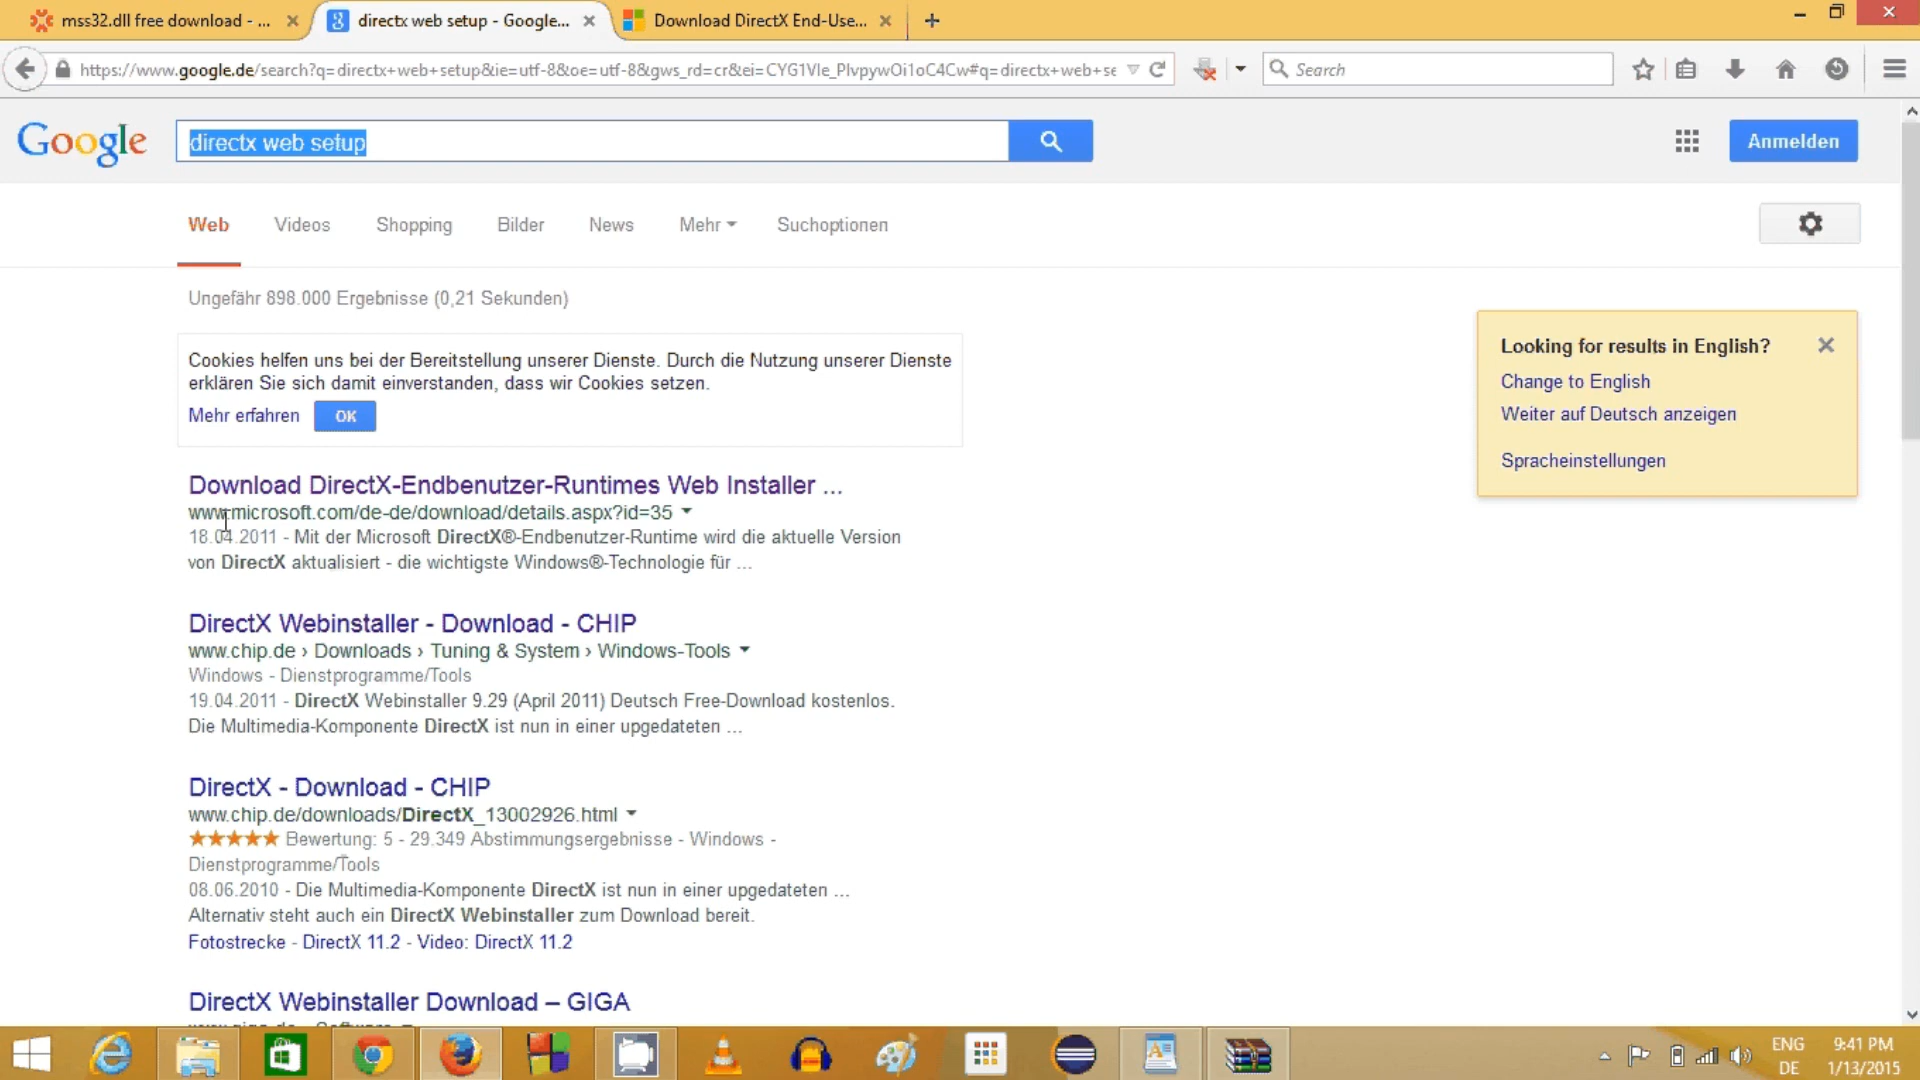 mss32.dll free download - ...
directx web setup - Google...
Download DirectX End-Use...
https://www.google.de/search?q=directx+web+setup&ie=utf-8&oe=utf-8&gws_rd=cr&ei=CYG1Vle_PIvpywOi1oC4Cw#q=directx+web+se
Search
Google
directx web setup
Anmelden
Web Videos Shopping Bilder News Mehr Suchoptionen
Ungefähr 898.000 Ergebnisse (0,21 Sekunden)
Cookies helfen uns bei der Bereitstellung unserer Dienste. Durch die Nutzung unserer Dienste
erklären Sie sich damit einverstanden, dass wir Cookies setzen.
Mehr erfahren OK
Looking for results in English?
Change to English
Weiter auf Deutsch anzeigen
Spracheinstellungen
Download DirectX-Endbenutzer-Runtimes Web Installer ...
www.microsoft.com/de-de/download/details.aspx?id=35
18.04.2011 - Mit der Microsoft DirectX®-Endbenutzer-Runtime wird die aktuelle Version
von DirectX aktualisiert - die wichtigste Windows®-Technologie für ...
DirectX Webinstaller - Download - CHIP
www.chip.de › Downloads › Tuning & System › Windows-Tools
Windows - Dienstprogramme/Tools
19.04.2011 - DirectX Webinstaller 9.29 (April 2011) Deutsch Free-Download kostenlos.
Die Multimedia-Komponente DirectX ist nun in einer upgedateten ...
DirectX - Download - CHIP
www.chip.de/downloads/DirectX_13002926.html
Bewertung: 5 - 29.349 Abstimmungsergebnisse - Windows -
Dienstprogramme/Tools
08.06.2010 - Die Multimedia-Komponente DirectX ist nun in einer upgedateten ...
Alternativ steht auch ein DirectX Webinstaller zum Download bereit.
Fotostrecke - DirectX 11.2 - Video: DirectX 11.2
DirectX Webinstaller Download – GIGA
ENG
DE
9:41 PM
1/13/2015